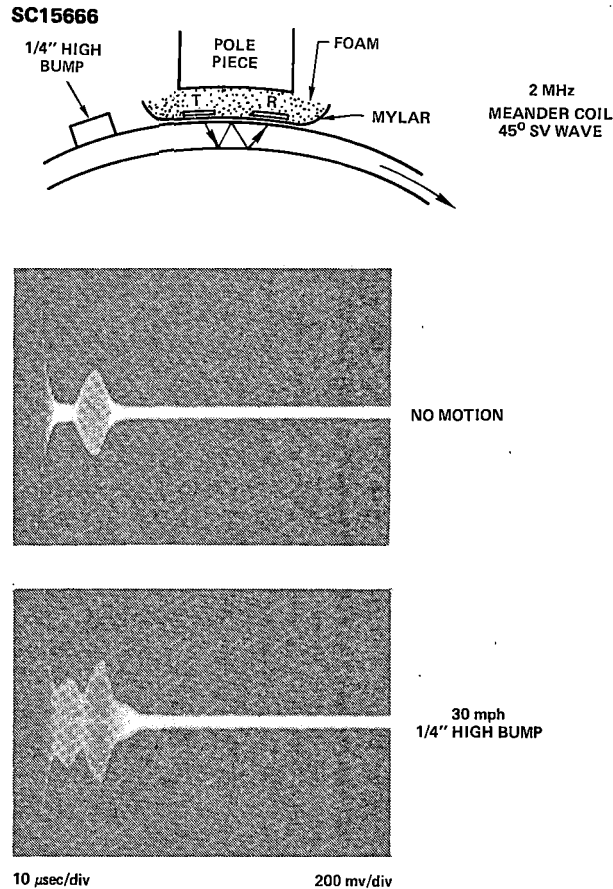 SC15666
1/4" HIGH
BUMP
POLE
PIECE
FOAM
T
R
MYLAR
2 MHz
MEANDER COIL
45⁰ SV WAVE
NO MOTION
30 mph
1/4" HIGH BUMP
10 μsec/div
200 mv/div